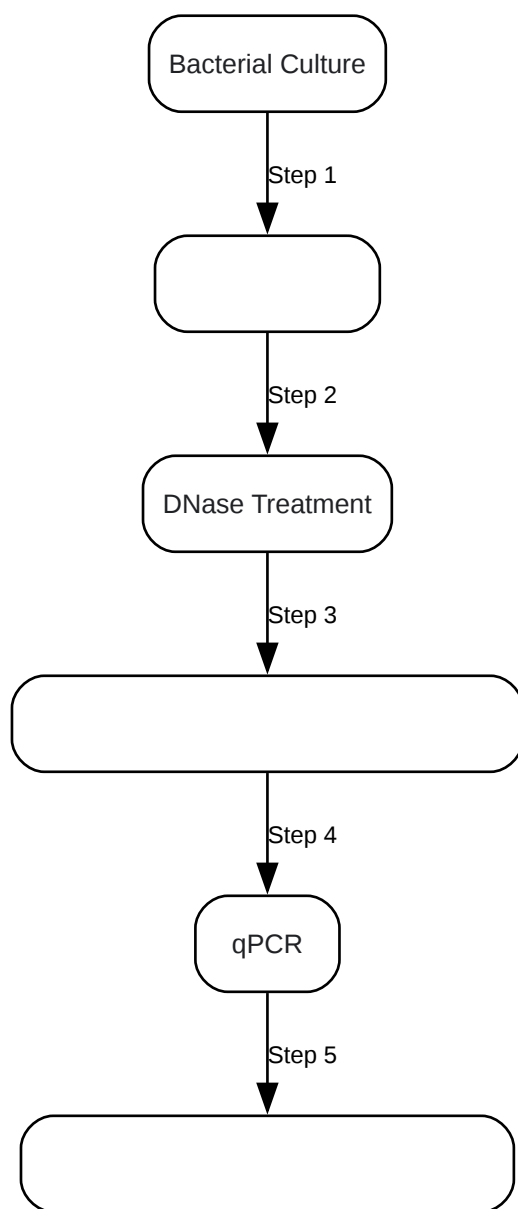 Bacterial Culture
Step 1
Step 2
DNase Treatment
Step 3
Step 4
qPCR
Step 5